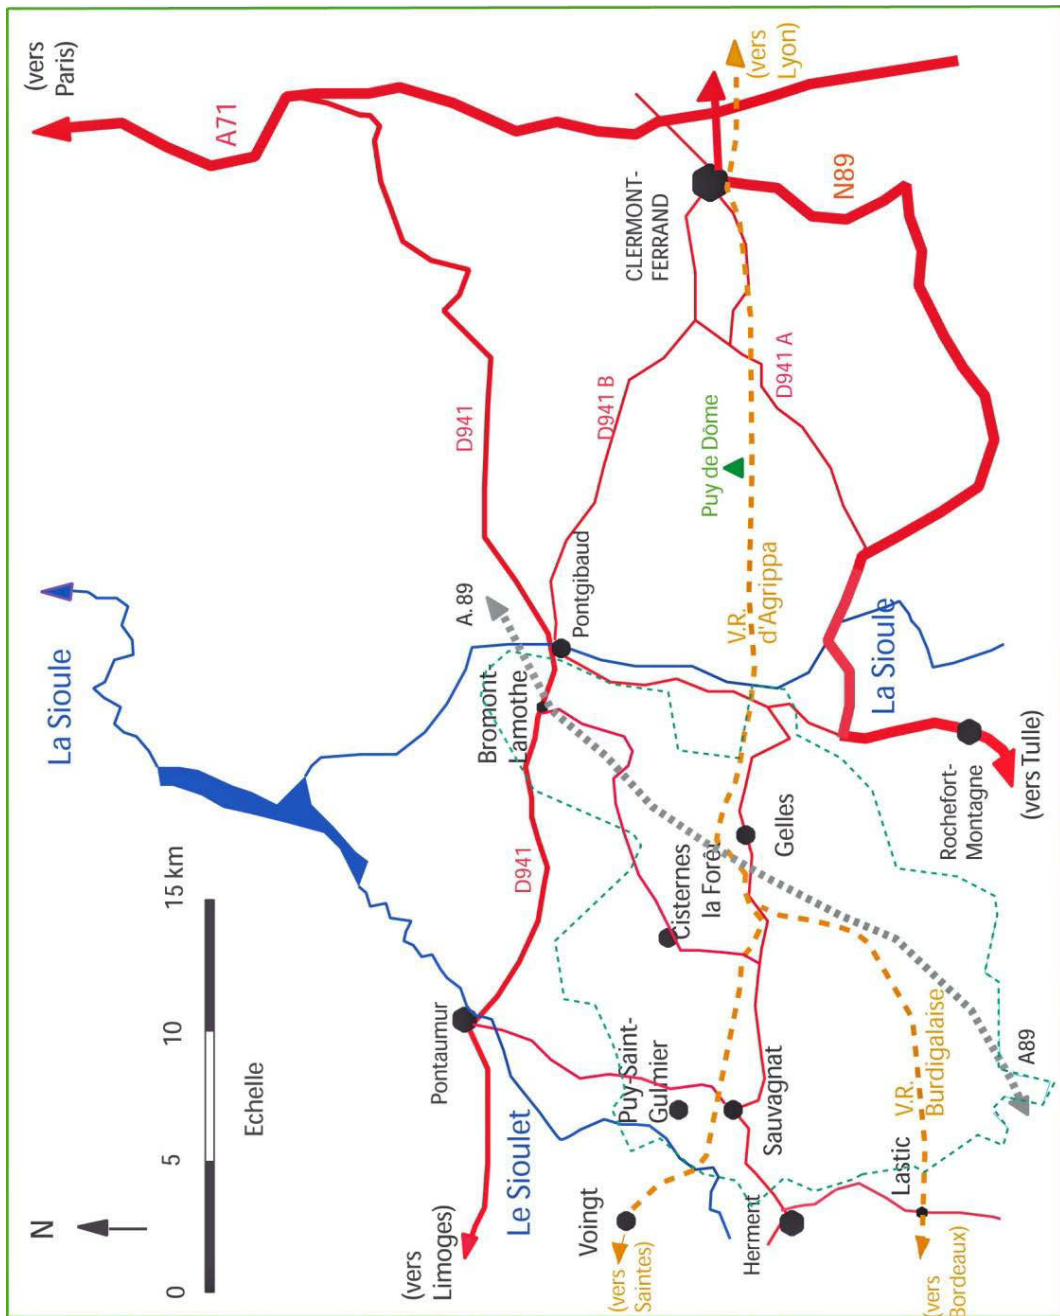 N
0
5
10
15 km
Echelle
La Sioule
(vers
Paris)
A71
(vers
Limoges)
Le Sioulet
Pontaumur
D941
Bromont-
Lamothe
A.89
Pontgibaud
D941
D941 B
CLERMONT-
FERRAND
(vers
Lyon)
Voingt
(vers
Saintes)
Puy-Saint-
Gulmier
Cisternes
la Forêt
Puy de Dôme
V.R.
d'Agrippa
D941 A
N89
Herment
Sauvagnat
Gelles
La Sioule
Lastic
V.R.
Burdigalaise
Rochefort-
Montagne
(vers
Bordeaux)
A89
(vers Tulle)